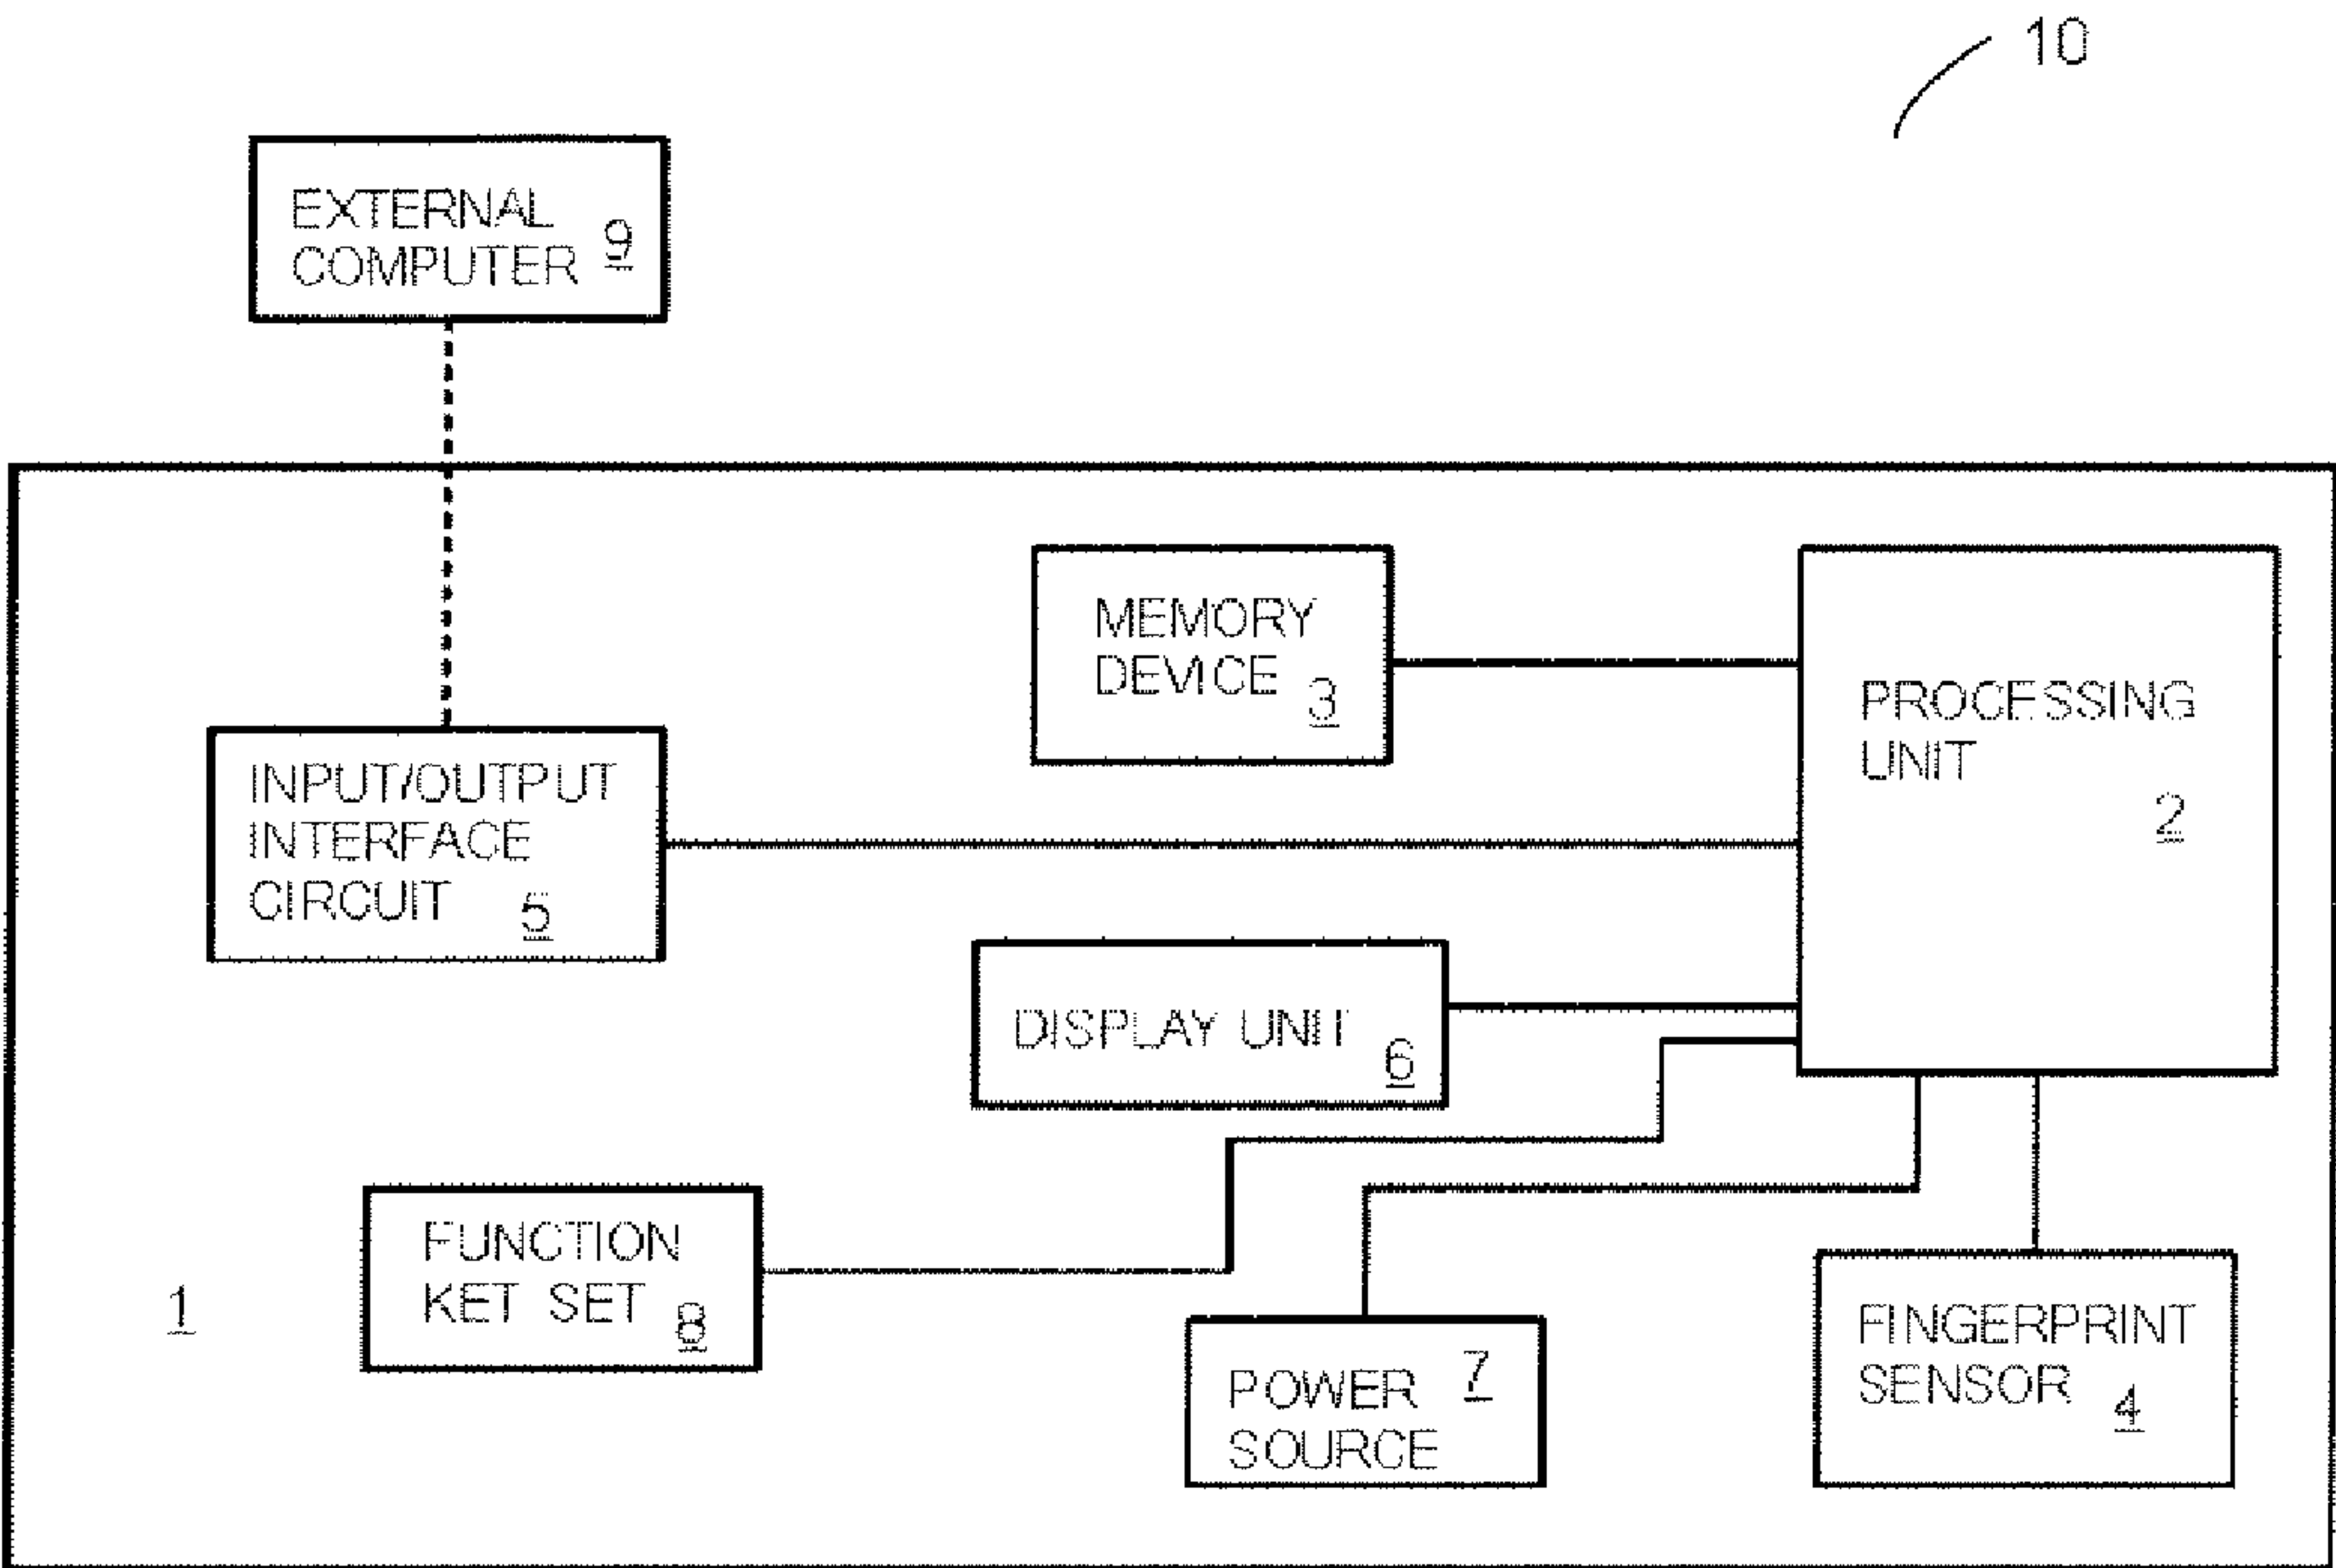 10
EXTERNAL
COMPUTER 9
MEMORY
DEVICE 3
PROCESSING
UNIT
2
INPUT/OUTPUT
INTERFACE
CIRCUIT 5
DISPLAY UNIT 6
FUNCTION
KET SET 8
1
POWER 7
SOURCE
FINGERPRINT
SENSOR 4